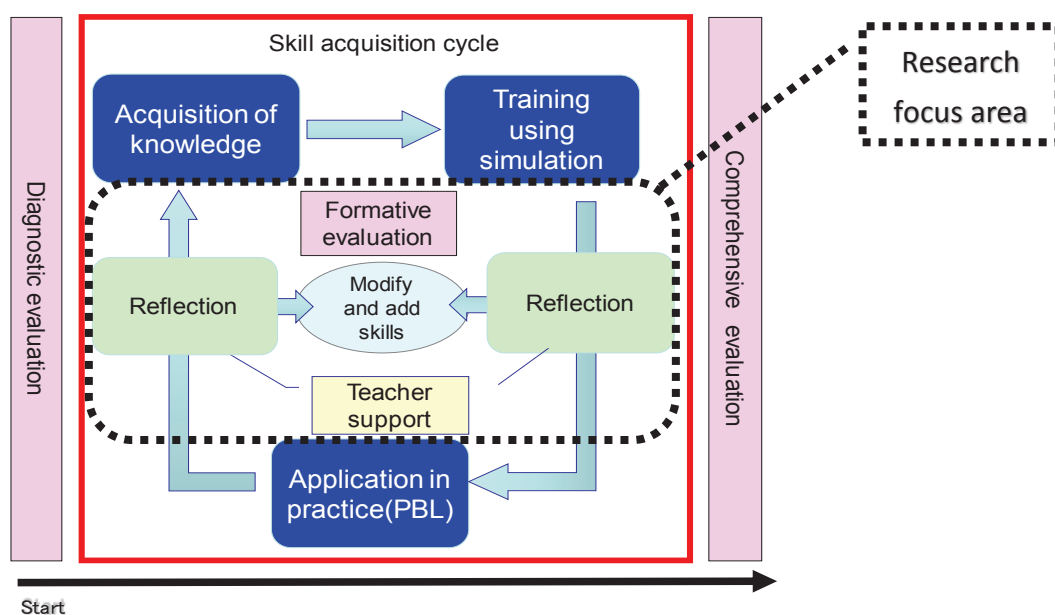 Skill acquisition cycle
Research
focus area
Acquisition of
knowledge
Training
using
simulation
Diagnostic evaluation
Comprehensive evaluation
Formative
evaluation
Reflection
Modify
and add
skills
Reflection
Teacher
support
Application in
practice(PBL)
Start